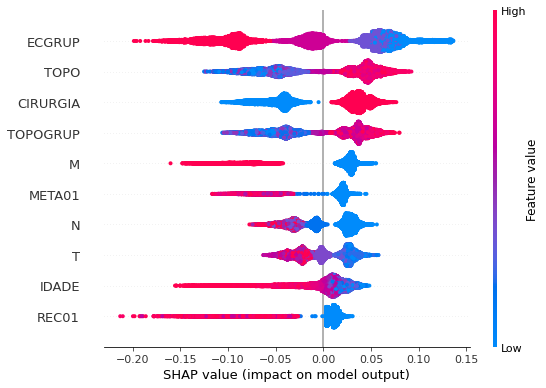 High
ECGRUP
TOPO
CIRURGIA
TOPOGRUP
M
META01
N
T
IDADE
REC01
Feature value
Low
−0.20 −0.15 −0.10 −0.05 0.00 0.05 0.10 0.15
SHAP value (impact on model output)